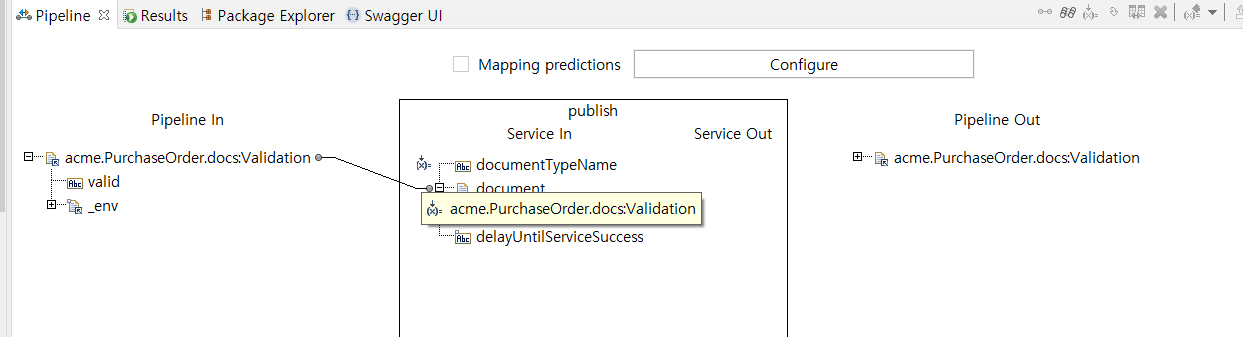 Pipeline Results Package Explorer Swagger UI
Mapping predictions Configure
publish
Pipeline In Service In Service Out Pipeline Out
acme.PurchaseOrder.docs:Validation documentTypeName acme.PurchaseOrder.docs:Validation
valid document
_env acme.PurchaseOrder.docs:Validation
delayUntilServiceSuccess